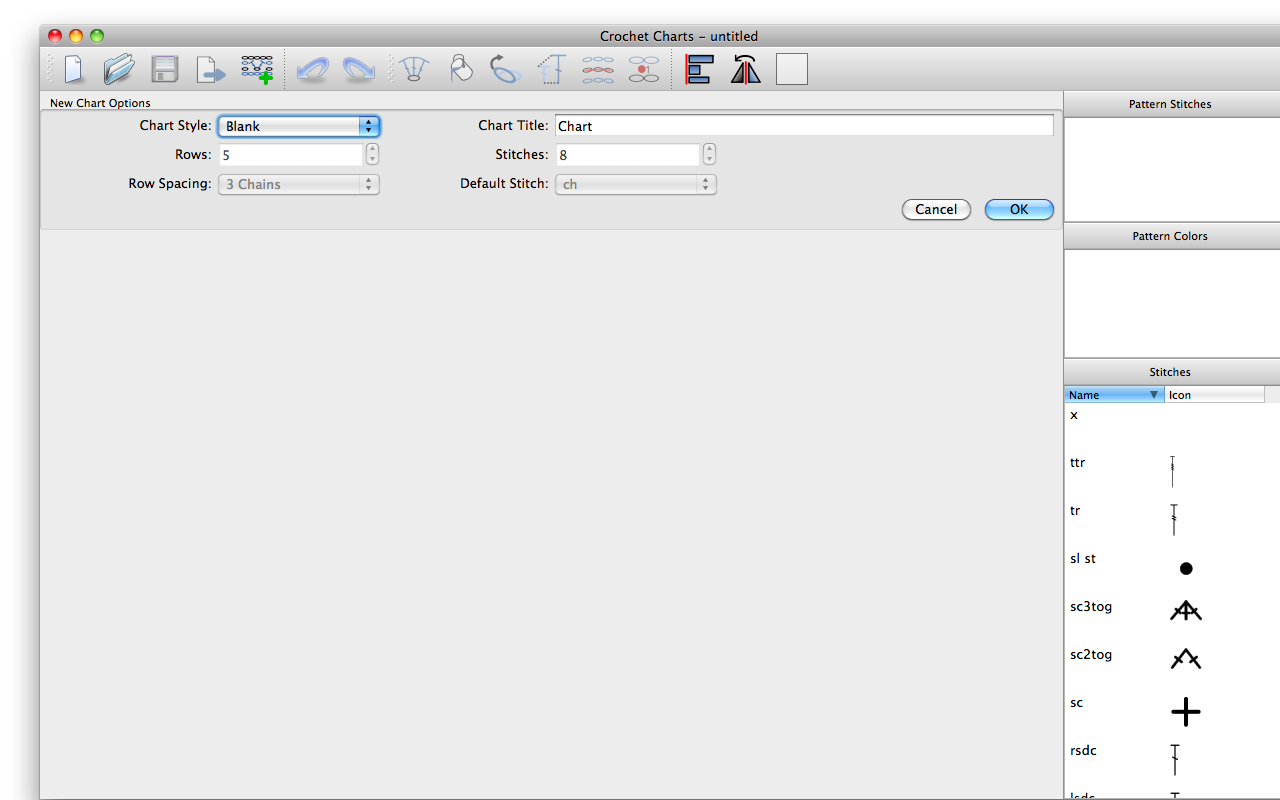 Crochet Charts – untitled
New Chart Options
Chart Style: Blank
Chart Title: Chart
Rows: 5
Stitches: 8
Row Spacing: 3 Chains
Default Stitch: ch
Cancel OK
Pattern Stitches
Pattern Colors
Stitches
Name Icon
x
ttr
tr
sl st
sc3tog
sc2tog
sc
rsdc